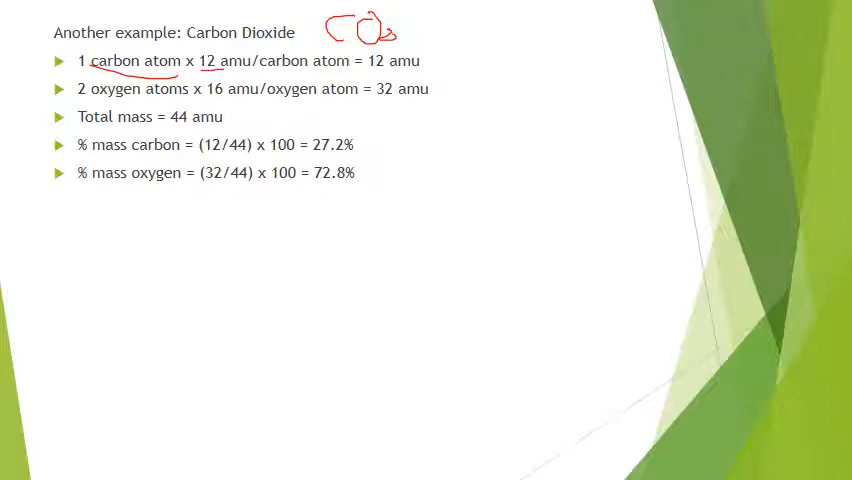 Another example: Carbon Dioxide CO2
1 carbon atom x 12 amu/carbon atom = 12 amu
2 oxygen atoms x 16 amu/oxygen atom = 32 amu
Total mass = 44 amu
% mass carbon = (12/44) x 100 = 27.2%
% mass oxygen = (32/44) x 100 = 72.8%